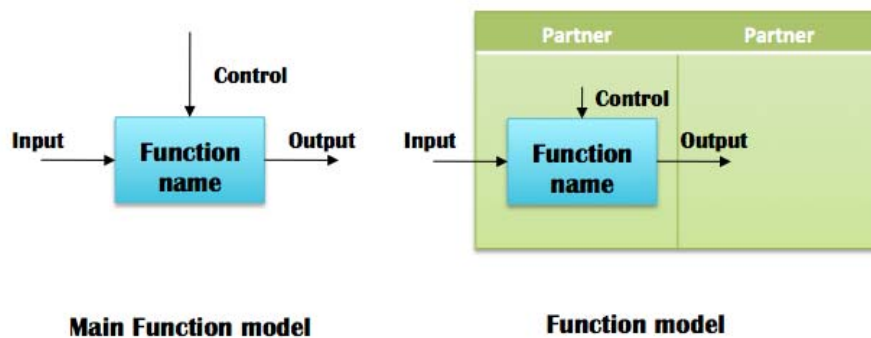 Control
Input
Output
Function
name
Main Function model
Partner
Partner
Control
Input
Output
Function
name
Function model